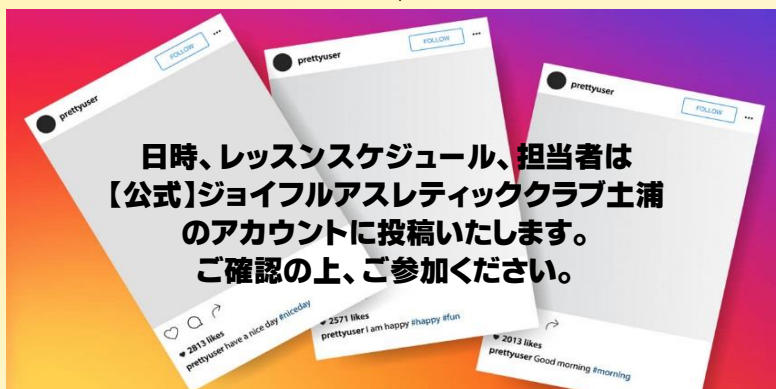 prettyuser
FOLLOW
...
prettyuser
FOLLOW
...
prettyuser
FOLLOW
...
日時、レッスンスケジュール、担当者は
【公式】ジョイフルアスレティッククラブ土浦
のアカウントに投稿いたします。
ご確認の上、ご参加ください。
2813 likes
prettyuser have a nice day #niceday
2571 likes
prettyuser I am happy #happy #fun
2013 likes
prettyuser Good morning #morning